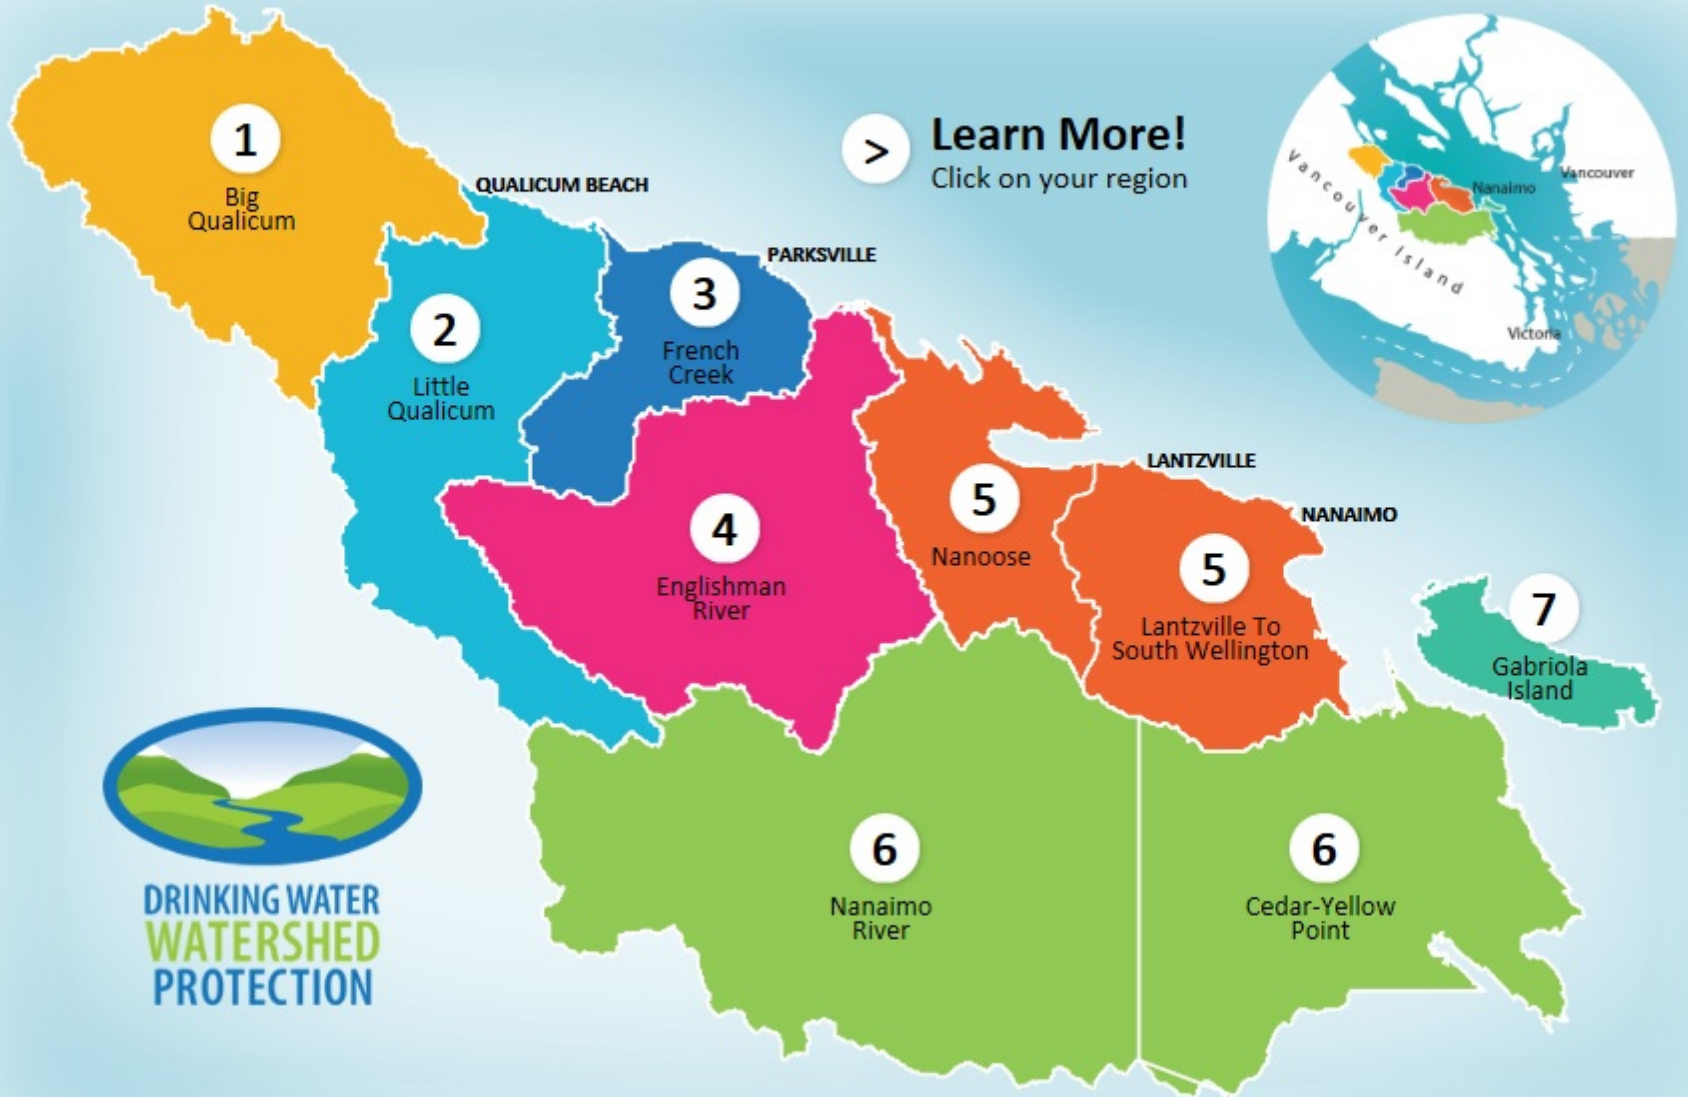 1
Big
Qualicum
QUALICUM BEACH
2
Little
Qualicum
3
French
Creek
PARKSVILLE
>
Learn More!
Click on your region
Vancouver Island
Nanaimo
Vancouver
Victoria
4
Englishman
River
5
Nanoose
LANTZVILLE
NANAIMO
5
Lantzville To
South Wellington
7
Gabriola
Island
6
Nanaimo
River
6
Cedar-Yellow
Point
DRINKING WATER
WATERSHED
PROTECTION